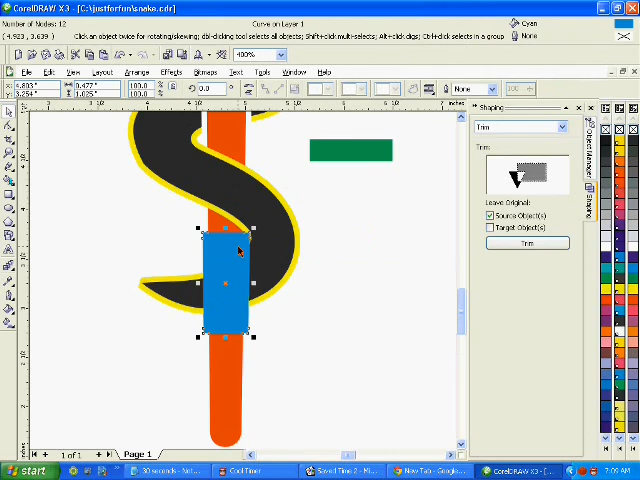 CorelDRAW X3 - [C:\justforfun\snake.cdr]
Number of Nodes: 12
Curve on Layer 1
Cyan
(4.923, 3.639)
Click an object twice for rotating/skewing; dbl-clicking tool selects all objects; Shift+click multi-selects; Alt+click digs; Ctrl+click selects in a group
None
400%
File Edit View Layout Arrange Effects Bitmaps Text Tools Window Help
x: 4.803"
y: 3.254"
0.477"
1.025"
100.0
100.0
%
%
0.0
None
100
inches
Shaping
Trim
Trim:
Leave Original:
Source Object(s)
Target Object(s)
Trim
Object Manager
Shaping
1 of 1
Page 1
start
30 seconds - Not...
Cool Timer
Saved Time 2 - Mi...
New Tab - Google...
CorelDRAW X3 - [...
7:09 AM